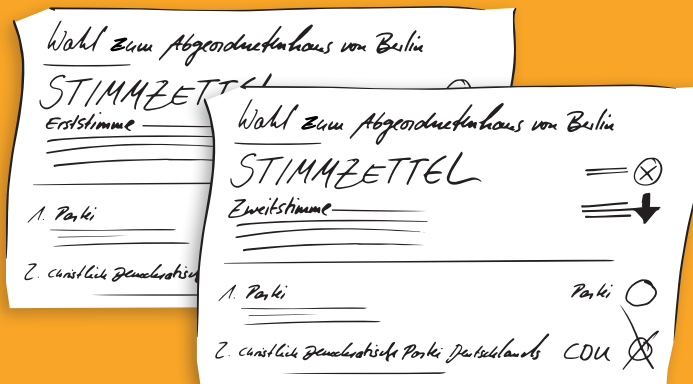 Wahl zum Abgeordnetenhaus von Berlin
STIMMZETTEL
Erststimme
1. Partei
2. christlich Demokratisch
Wahl zum Abgeordnetenhaus von Berlin
STIMMZETTEL
Zweitstimme
1. Partei Partei
2. christlich Demokratische Partei Deutschlands CDU